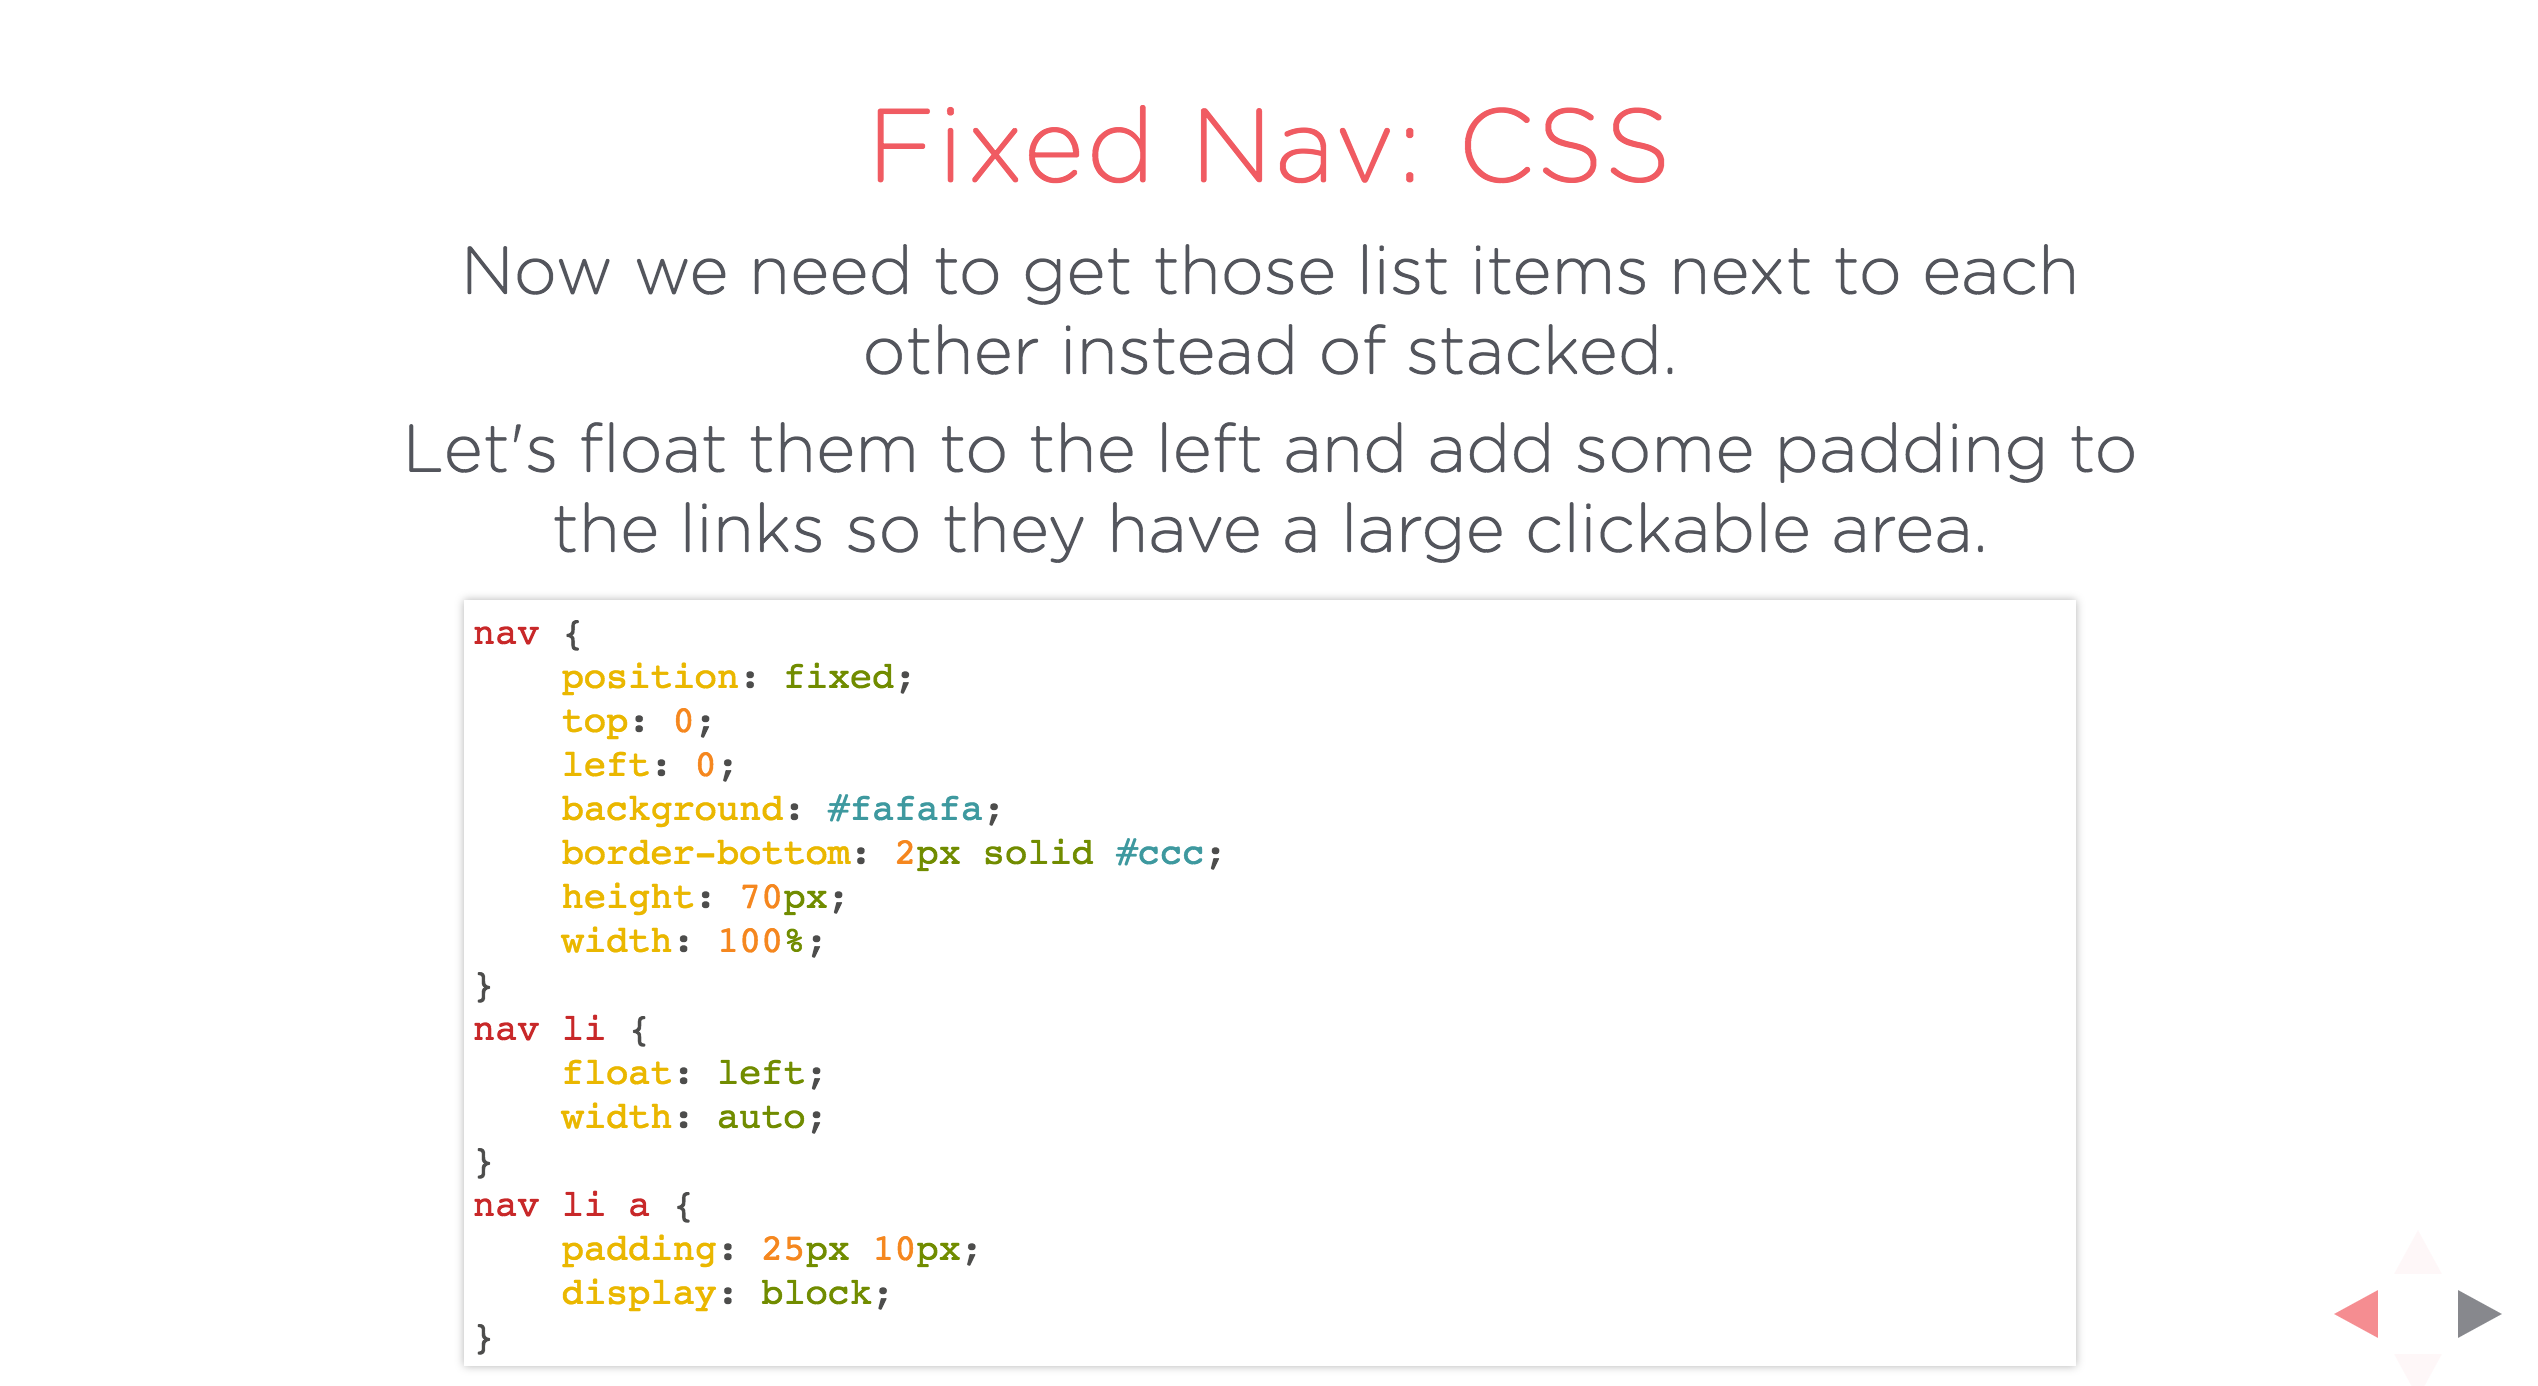 Fixed Nav: CSS
Now we need to get those list items next to each
other instead of stacked.
Let's float them to the left and add some padding to
the links so they have a large clickable area.
nav {
    position: fixed;
    top: 0;
    left: 0;
    background: #fafafa;
    border-bottom: 2px solid #ccc;
    height: 70px;
    width: 100%;
}
nav li {
    float: left;
    width: auto;
}
nav li a {
    padding: 25px 10px;
    display: block;
}